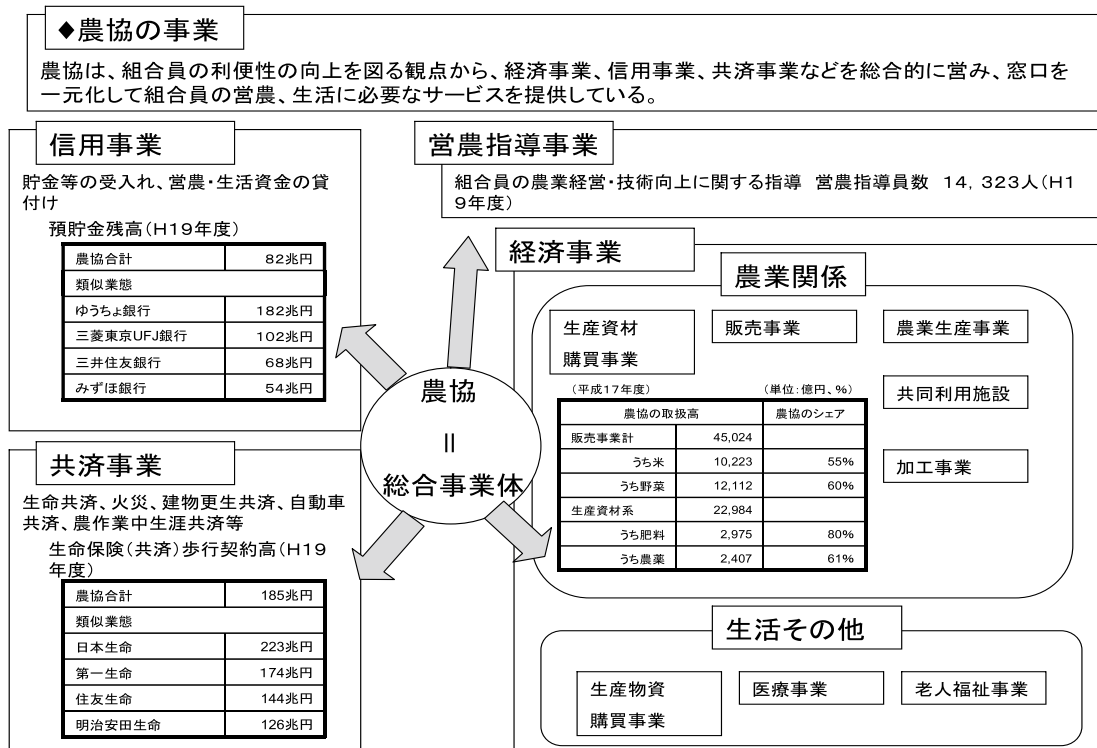 ◆農協の事業
農協は、組合員の利便性の向上を図る観点から、経済事業、信用事業、共済事業などを総合的に営み、窓口を
一元化して組合員の営農、生活に必要なサービスを提供している。
信用事業
貯金等の受入れ、営農・生活資金の貸
付け
預貯金残高(H19年度)
農協合計 82兆円
類似業態
ゆうちょ銀行 182兆円
三菱東京UFJ銀行 102兆円
三井住友銀行 68兆円
みずほ銀行 54兆円
共済事業
生命共済、火災、建物更生共済、自動車
共済、農作業中生涯共済等
生命保険(共済)歩行契約高(H19
年度)
農協合計 185兆円
類似業態
日本生命 223兆円
第一生命 174兆円
住友生命 144兆円
明治安田生命 126兆円
農協
＝
総合事業体
営農指導事業
組合員の農業経営・技術向上に関する指導 営農指導員数 14,323人(H1
9年度)
経済事業
農業関係
生産資材
購買事業
販売事業
農業生産事業
共同利用施設
加工事業
(平成17年度) (単位:億円、%)
農協の取扱高 農協のシェア
販売事業計 45,024
うち米 10,223 55%
うち野菜 12,112 60%
生産資材系 22,984
うち肥料 2,975 80%
うち農薬 2,407 61%
生活その他
生産物資
購買事業
医療事業
老人福祉事業